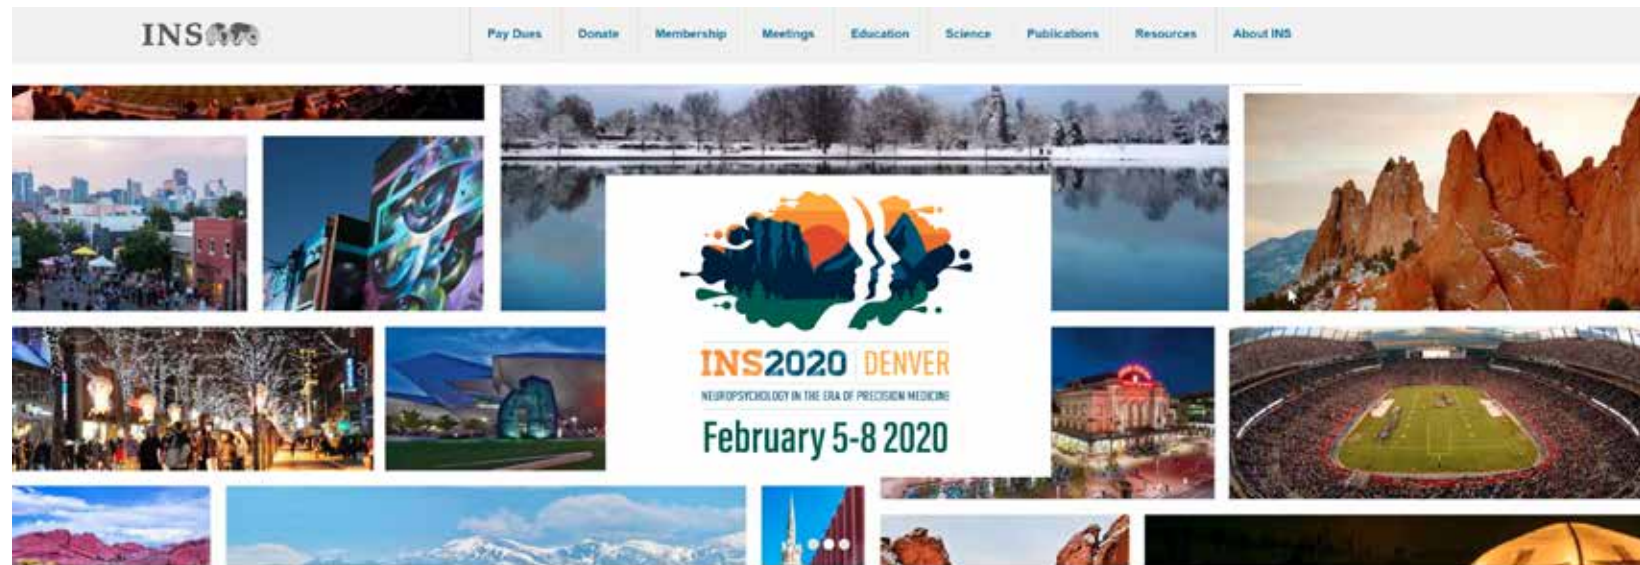 INS
Pay Dues Donate Membership Meetings Education Science Publications Resources About INS
INS2020 DENVER
NEUROPSYCHOLOGY IN THE ERA OF PRECISION MEDICINE
February 5-8 2020